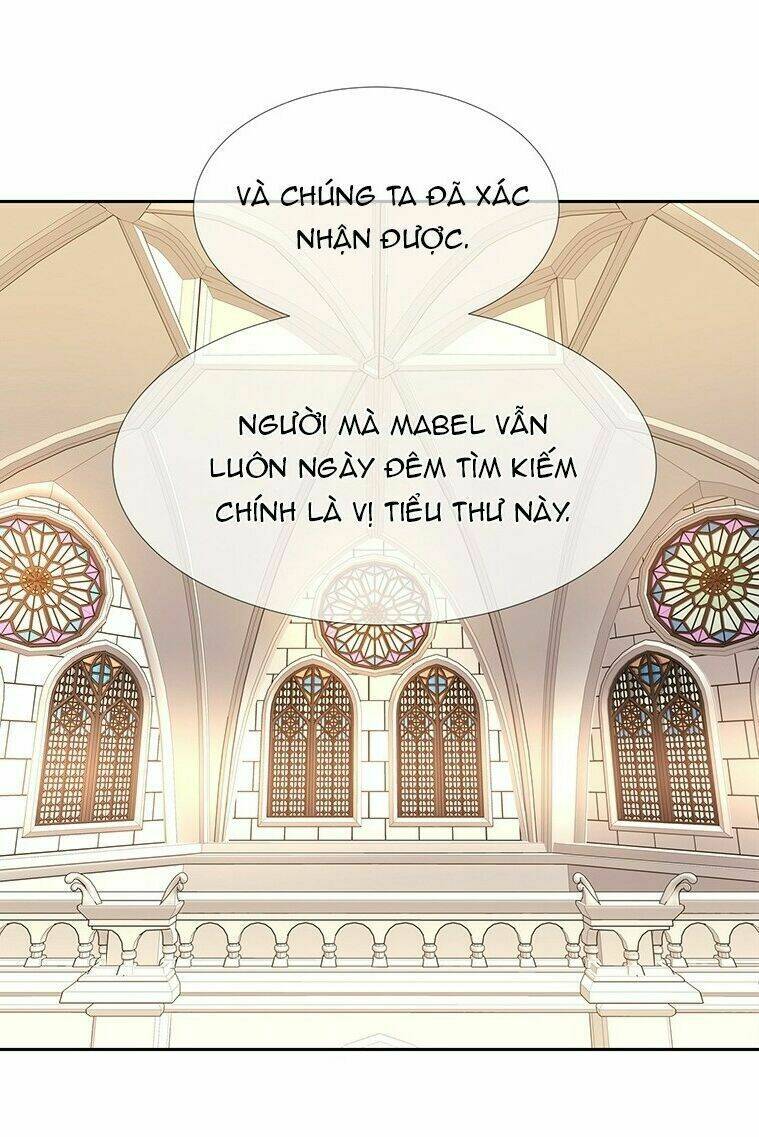 VÀ CHÚNG TA ĐÃ XÁC
NHẬN ĐƯỢC.
NGƯỜI MÀ MABEL VẪN
LUÔN NGÀY ĐÊM TÌM KIẾM
CHÍNH LÀ VỊ TIỂU THƯ NÀY.